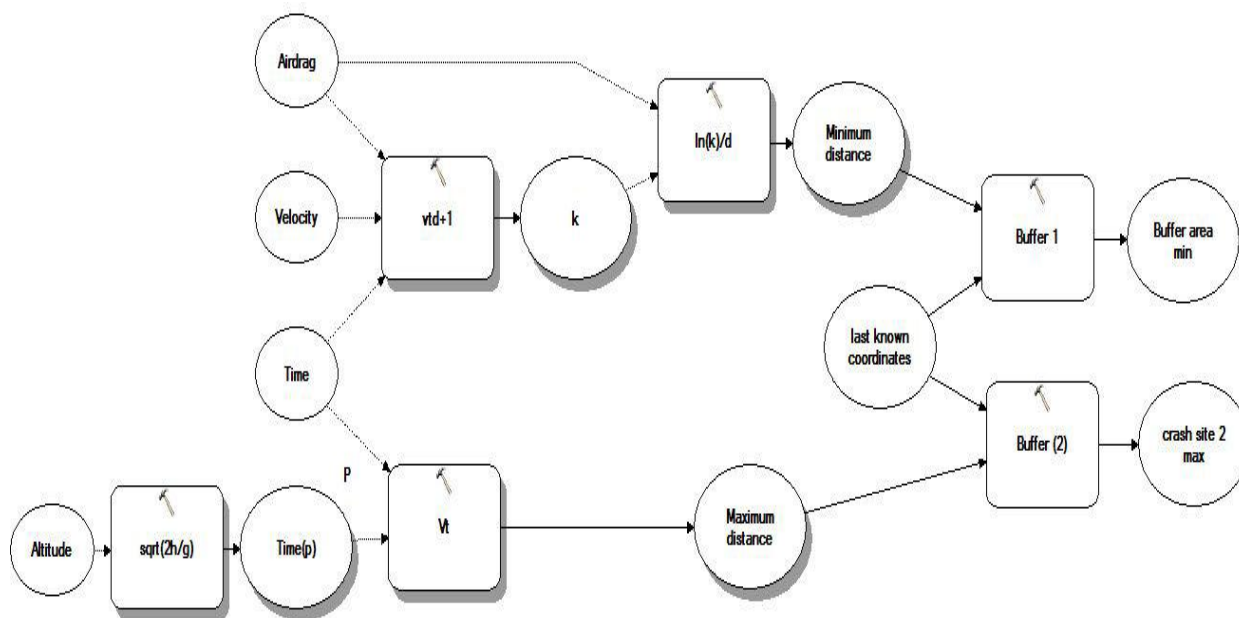 Airdrag
Velocity
Time
Altitude
vtd+1
k
ln(k)/d
Minimum
distance
Buffer 1
Buffer area
min
last known
coordinates
Buffer (2)
crash site 2
max
P
sqrt(2h/g)
Time(p)
Vt
Maximum
distance